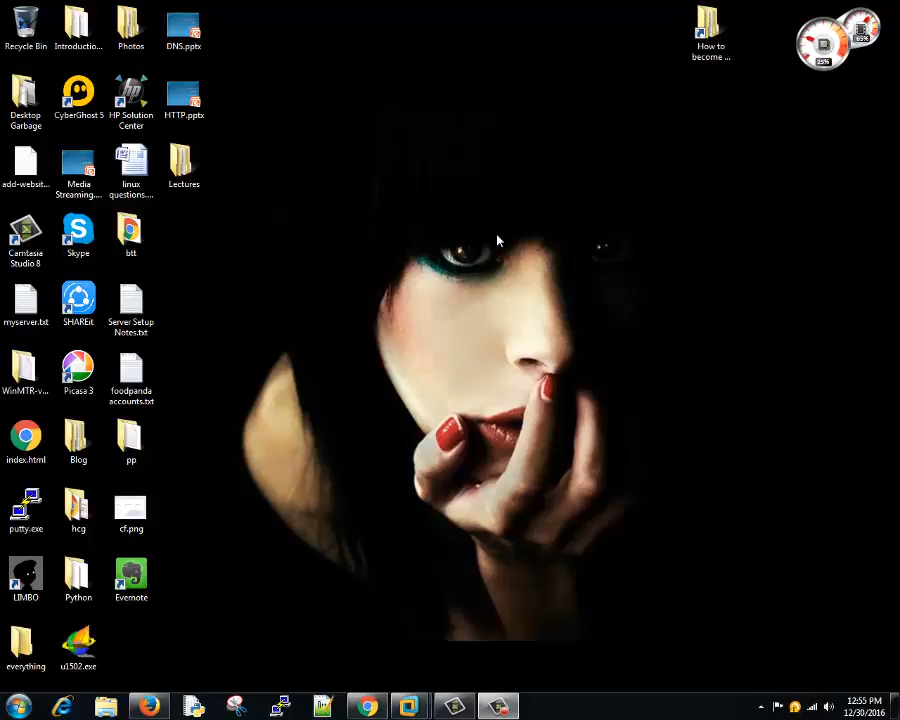 Recycle Bin
Introductio...
Photos
DNS.pptx
How to
become ...
23%
65%
Desktop
Garbage
CyberGhost 5
HP Solution
Center
HTTP.pptx
add-websit...
Media
Streaming....
linux
questions....
Lectures
Camtasia
Studio 8
Skype
btt
myserver.txt
SHAREit
Server Setup
Notes.txt
WinMTR-v...
Picasa 3
foodpanda
accounts.txt
index.html
Blog
pp
putty.exe
hcg
cf.png
LIMBO
Python
Evernote
everything
u1502.exe
12:55 PM
12/30/2016